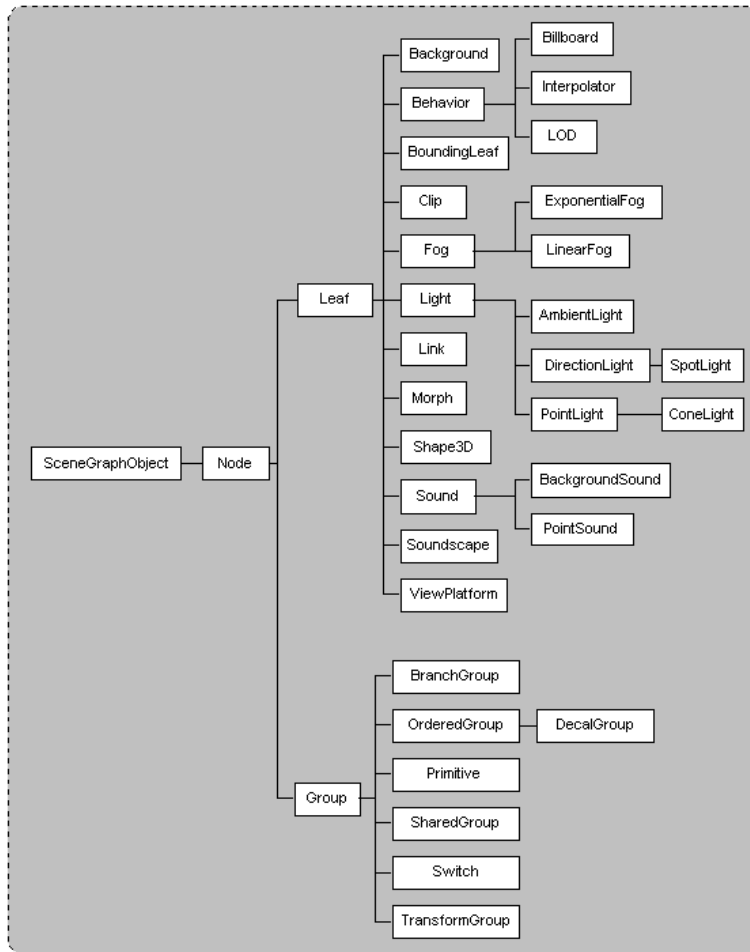 Billboard
Background
Interpolator
Behavior
LOD
BoundingLeaf
Clip
ExponentialFog
Fog
LinearFog
Leaf
Light
AmbientLight
Link
DirectionLight
SpotLight
Morph
PointLight
ConeLight
Shape3D
SceneGraphObject
Node
BackgroundSound
Sound
PointSound
Soundscape
ViewPlatform
BranchGroup
OrderedGroup
DecalGroup
Primitive
Group
SharedGroup
Switch
TransformGroup